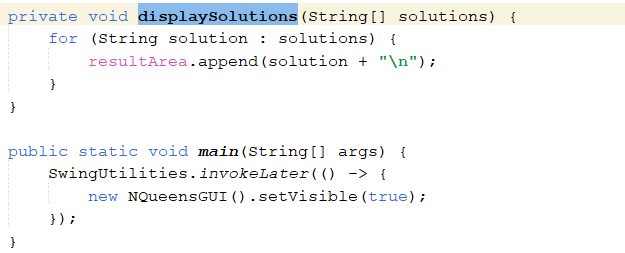 private void displaySolutions(String[] solutions) {
    for (String solution : solutions) {
        resultArea.append(solution + "\n");
    }
}

public static void main(String[] args) {
    SwingUtilities.invokeLater(() -> {
        new NQueensGUI().setVisible(true);
    });
}